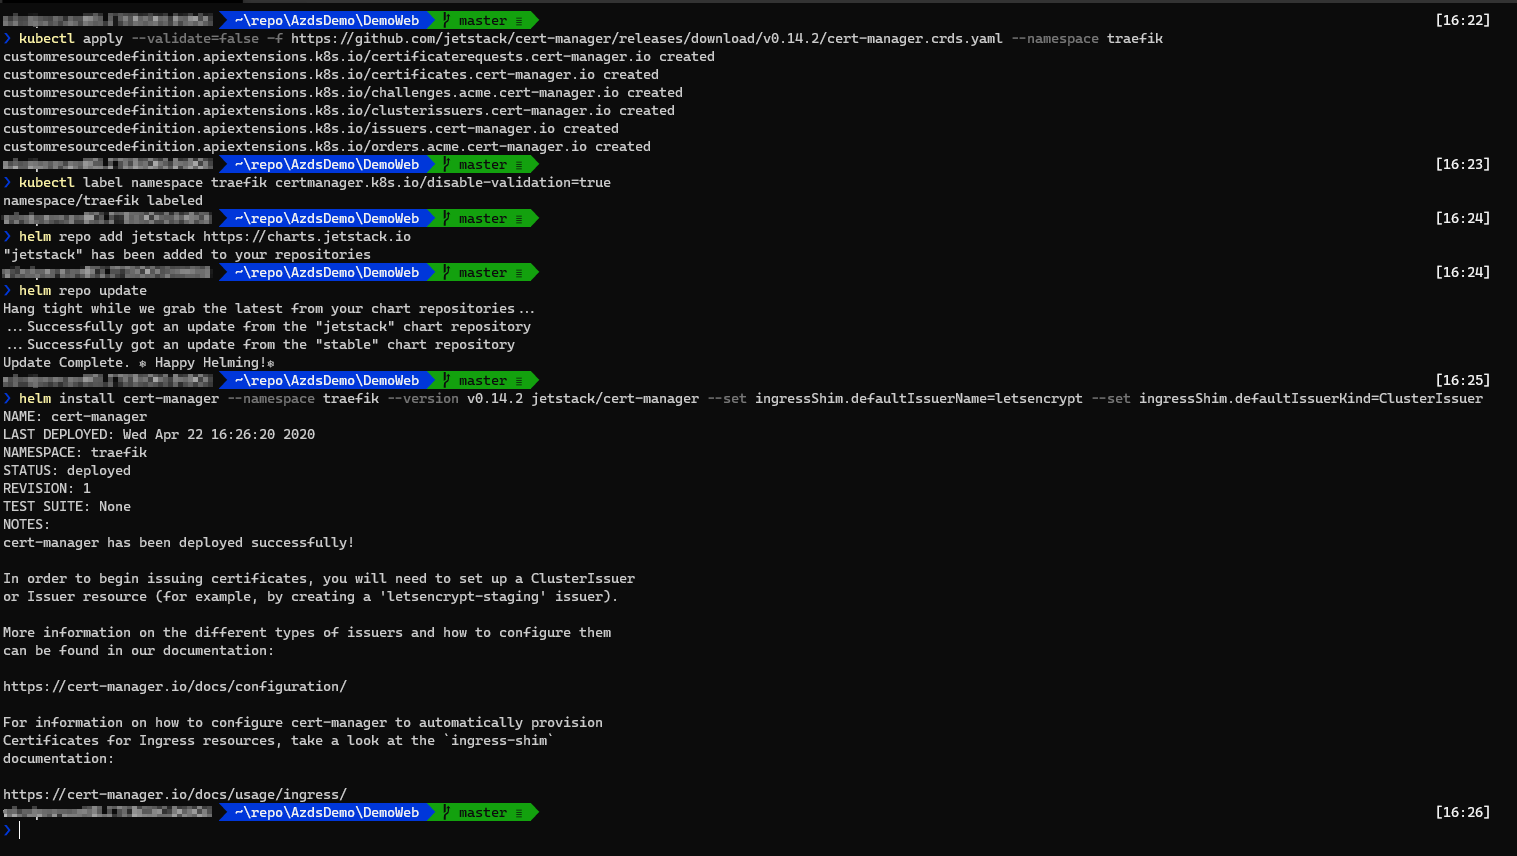 ~\repo\AzdsDemo\DemoWeb master ≡ [16:22]
❯ kubectl apply --validate=false -f https://github.com/jetstack/cert-manager/releases/download/v0.14.2/cert-manager.crds.yaml --namespace traefik
customresourcedefinition.apiextensions.k8s.io/certificaterequests.cert-manager.io created
customresourcedefinition.apiextensions.k8s.io/certificates.cert-manager.io created
customresourcedefinition.apiextensions.k8s.io/challenges.acme.cert-manager.io created
customresourcedefinition.apiextensions.k8s.io/clusterissuers.cert-manager.io created
customresourcedefinition.apiextensions.k8s.io/issuers.cert-manager.io created
customresourcedefinition.apiextensions.k8s.io/orders.acme.cert-manager.io created
~\repo\AzdsDemo\DemoWeb master ≡ [16:23]
❯ kubectl label namespace traefik certmanager.k8s.io/disable-validation=true
namespace/traefik labeled
~\repo\AzdsDemo\DemoWeb master ≡ [16:24]
❯ helm repo add jetstack https://charts.jetstack.io
"jetstack" has been added to your repositories
~\repo\AzdsDemo\DemoWeb master ≡ [16:24]
❯ helm repo update
Hang tight while we grab the latest from your chart repositories...
...Successfully got an update from the "jetstack" chart repository
...Successfully got an update from the "stable" chart repository
Update Complete. ⎈ Happy Helming!⎈
~\repo\AzdsDemo\DemoWeb master ≡ [16:25]
❯ helm install cert-manager --namespace traefik --version v0.14.2 jetstack/cert-manager --set ingressShim.defaultIssuerName=letsencrypt --set ingressShim.defaultIssuerKind=ClusterIssuer
NAME: cert-manager
LAST DEPLOYED: Wed Apr 22 16:26:20 2020
NAMESPACE: traefik
STATUS: deployed
REVISION: 1
TEST SUITE: None
NOTES:
cert-manager has been deployed successfully!
In order to begin issuing certificates, you will need to set up a ClusterIssuer
or Issuer resource (for example, by creating a 'letsencrypt-staging' issuer).
More information on the different types of issuers and how to configure them
can be found in our documentation:
https://cert-manager.io/docs/configuration/
For information on how to configure cert-manager to automatically provision
Certificates for Ingress resources, take a look at the `ingress-shim`
documentation:
https://cert-manager.io/docs/usage/ingress/
~\repo\AzdsDemo\DemoWeb master ≡ [16:26]
❯